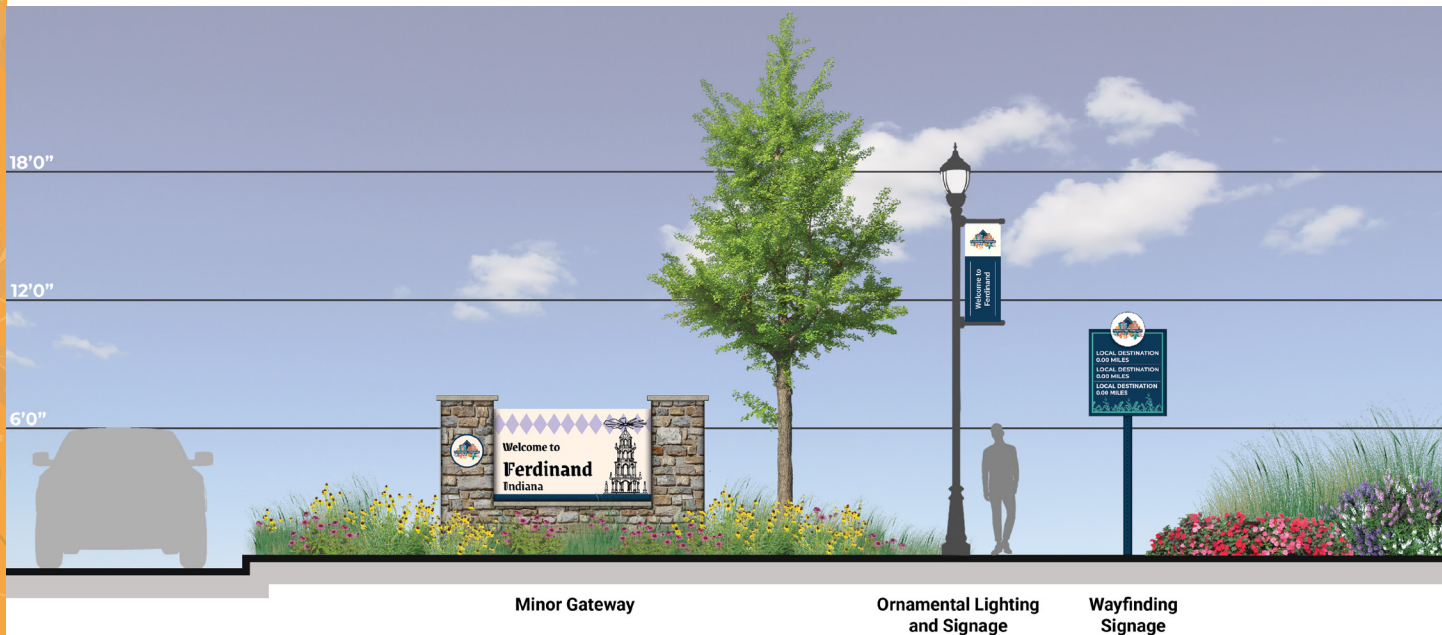 18'0”
12'0”
6'0”
Welcome to
Ferdinand
Indiana
Welcome to
Ferdinand
LOCAL DESTINATION
0.00 MILES
LOCAL DESTINATION
0.00 MILES
LOCAL DESTINATION
0.00 MILES
Minor Gateway
Ornamental Lighting
and Signage
Wayfinding
Signage